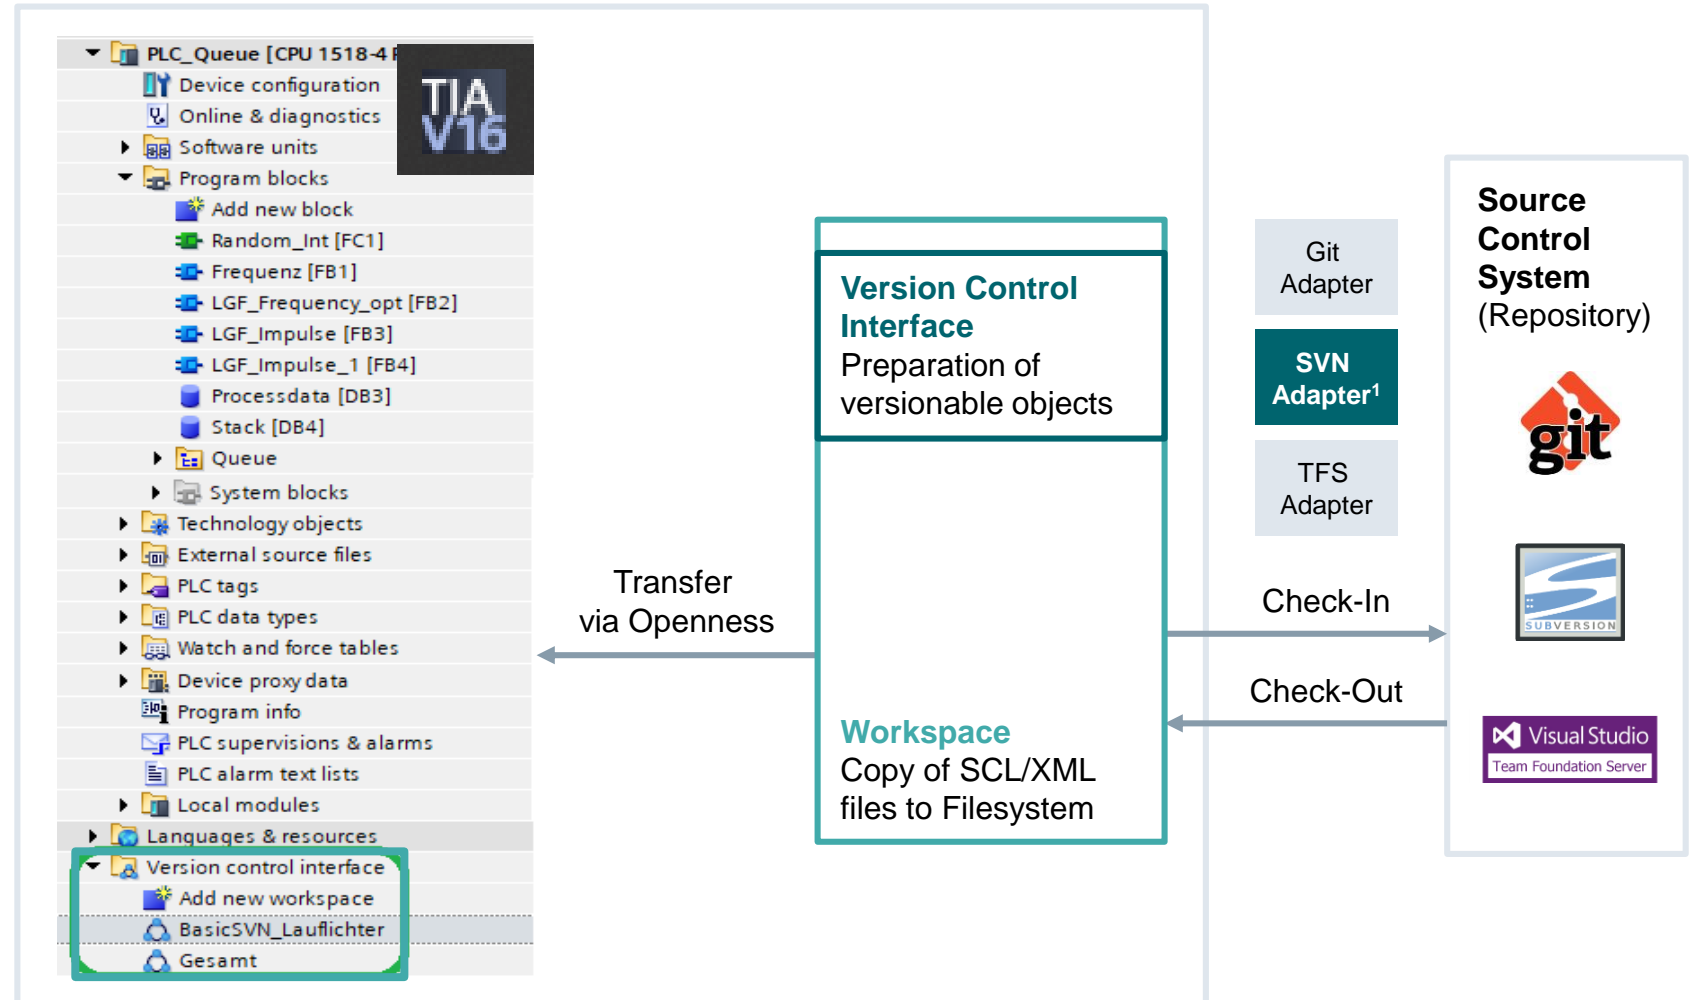 PLC_Queue [CPU 1518-4
TIA
V16
Device configuration
Online & diagnostics
Software units
Program blocks
Add new block
Random_Int [FC1]
Frequenz [FB1]
LGF_Frequency_opt [FB2]
LGF_Impulse [FB3]
LGF_Impulse_1 [FB4]
Processdata [DB3]
Stack [DB4]
Queue
System blocks
Technology objects
External source files
PLC tags
PLC data types
Watch and force tables
Device proxy data
Program info
PLC supervisions & alarms
PLC alarm text lists
Local modules
Languages & resources
Version control interface
Add new workspace
BasicSVN_Lauflichter
Gesamt
Transfer
via Openness
Version Control
Interface
Preparation of
versionable objects
Workspace
Copy of SCL/XML
files to Filesystem
Git
Adapter
SVN
Adapter¹
TFS
Adapter
Check-In
Check-Out
Source
Control
System
(Repository)
git
SUBVERSION
Visual Studio
Team Foundation Server